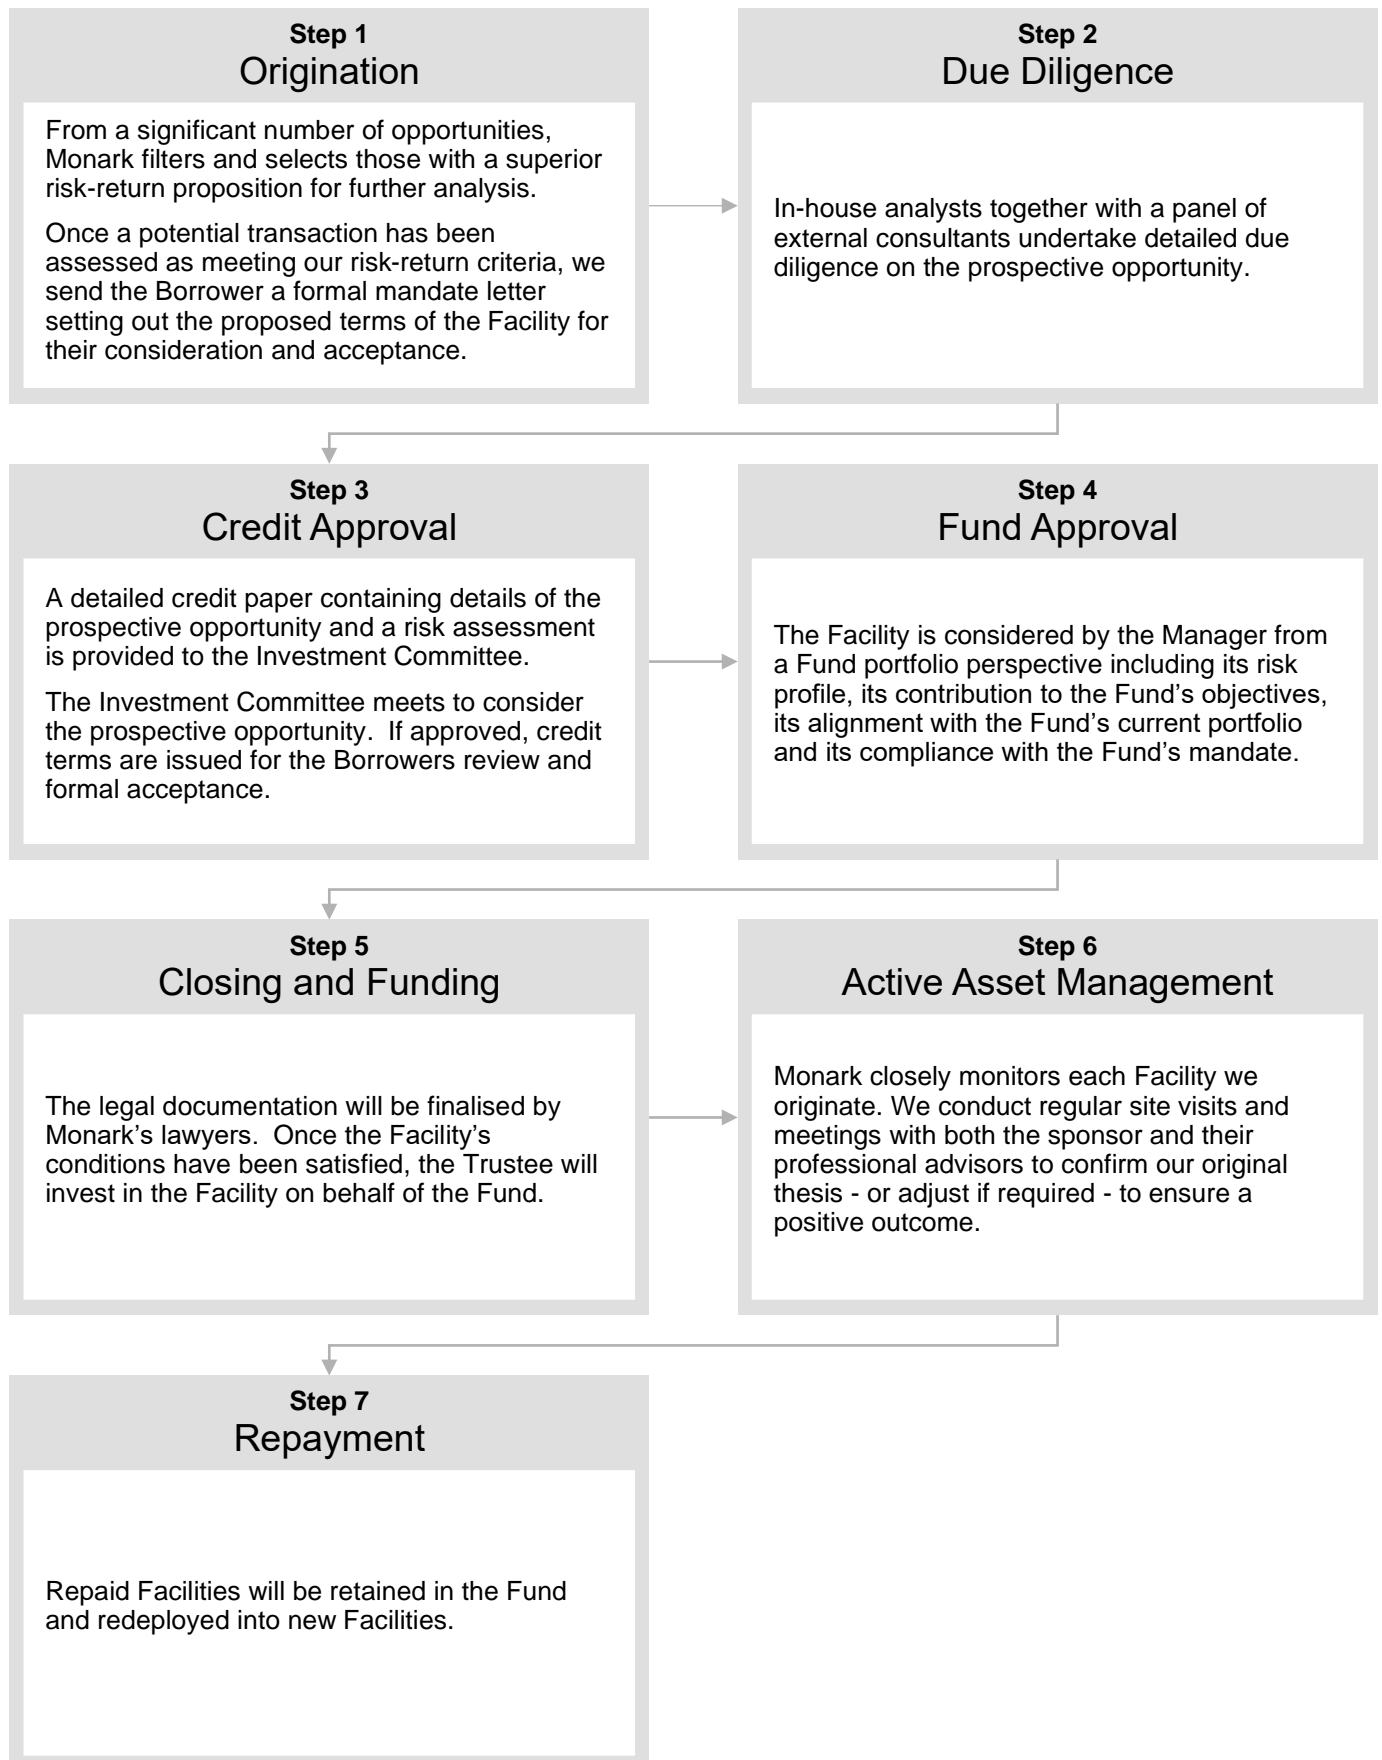 Step 1
Origination
From a significant number of opportunities,
Monark filters and selects those with a superior
risk-return proposition for further analysis.
Once a potential transaction has been
assessed as meeting our risk-return criteria, we
send the Borrower a formal mandate letter
setting out the proposed terms of the Facility for
their consideration and acceptance.
Step 2
Due Diligence
In-house analysts together with a panel of
external consultants undertake detailed due
diligence on the prospective opportunity.
Step 3
Credit Approval
A detailed credit paper containing details of the
prospective opportunity and a risk assessment
is provided to the Investment Committee.
The Investment Committee meets to consider
the prospective opportunity.  If approved, credit
terms are issued for the Borrowers review and
formal acceptance.
Step 4
Fund Approval
The Facility is considered by the Manager from
a Fund portfolio perspective including its risk
profile, its contribution to the Fund’s objectives,
its alignment with the Fund’s current portfolio
and its compliance with the Fund’s mandate.
Step 5
Closing and Funding
The legal documentation will be finalised by
Monark’s lawyers.  Once the Facility’s
conditions have been satisfied, the Trustee will
invest in the Facility on behalf of the Fund.
Step 6
Active Asset Management
Monark closely monitors each Facility we
originate. We conduct regular site visits and
meetings with both the sponsor and their
professional advisors to confirm our original
thesis - or adjust if required - to ensure a
positive outcome.
Step 7
Repayment
Repaid Facilities will be retained in the Fund
and redeployed into new Facilities.